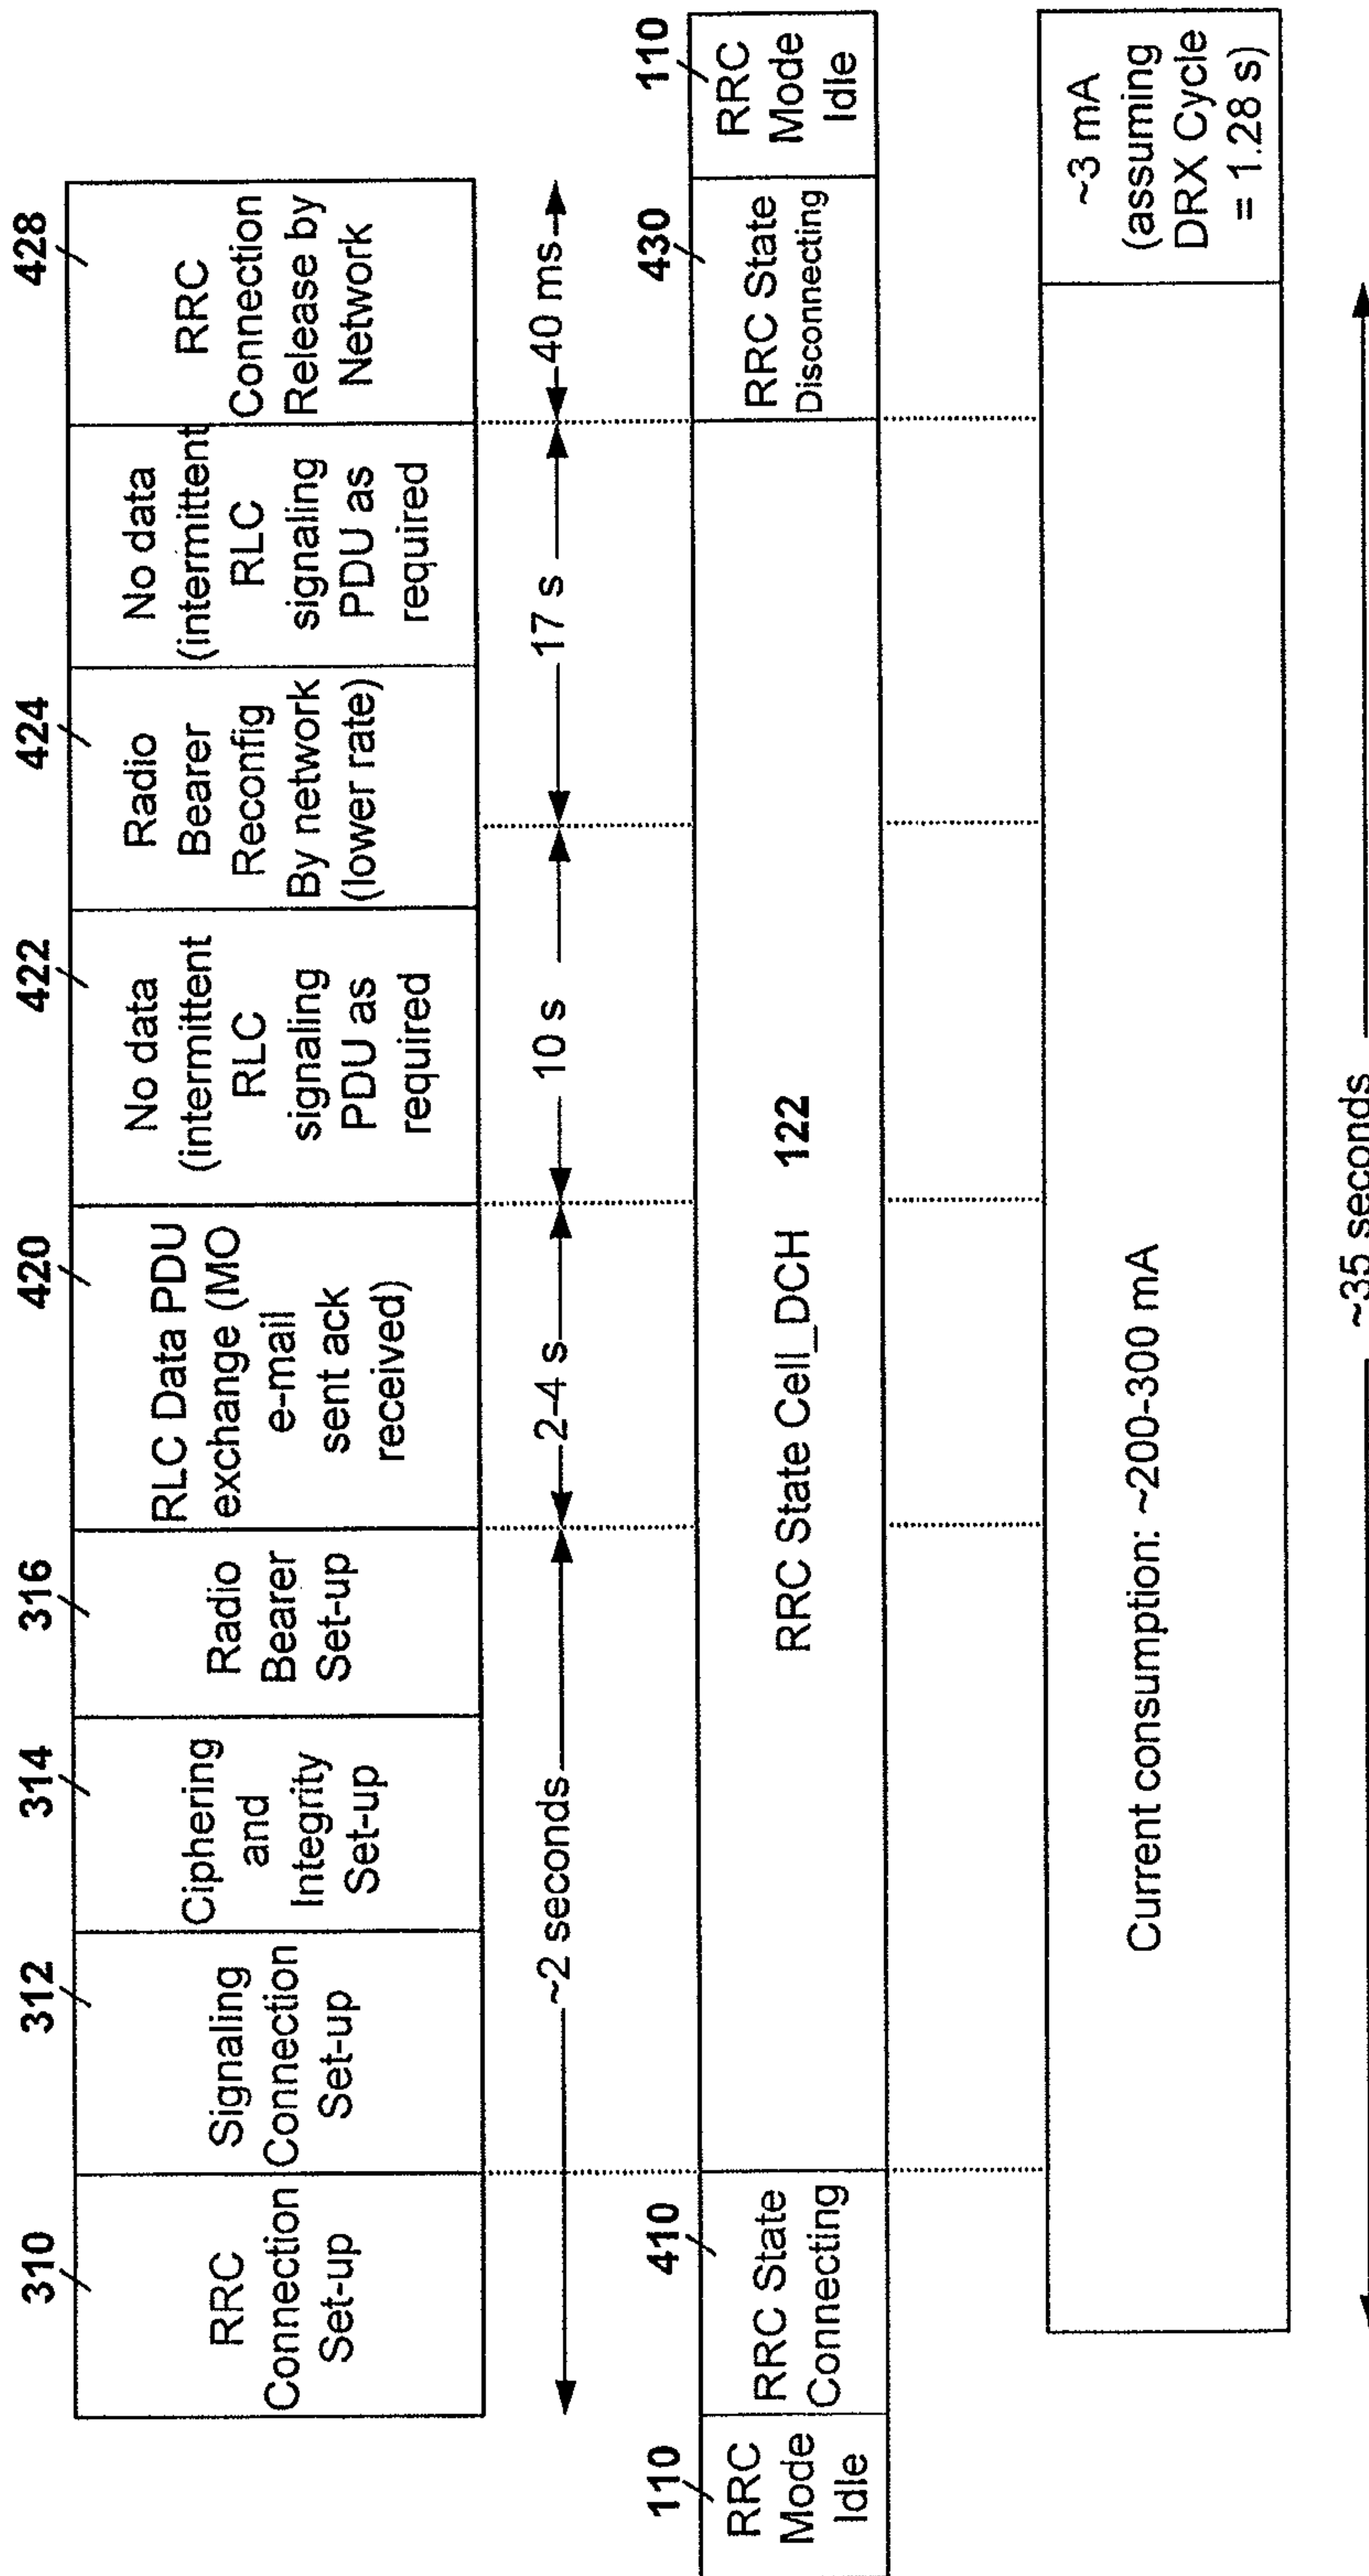 310
RRC
Connection
Set-up
312
Signaling
Connection
Set-up
314
Ciphering
and
Integrity
Set-up
316
Radio
Bearer
Set-up
420
RLC Data PDU
exchange (MO
e-mail
sent ack
received)
422
No data
(intermittent
RLC
signaling
PDU as
required
424
Radio
Bearer
Reconfig
By network
(lower rate)
No data
(intermittent
RLC
signaling
PDU as
required
428
RRC
Connection
Release by
Network
~2 seconds
2-4 s
10 s
17 s
40 ms
110
RRC
Mode
Idle
410
RRC State
Connecting
RRC State Cell_DCH 122
430
RRC State
Disconnecting
110
RRC
Mode
Idle
Current consumption: ~200-300 mA
~3 mA
(assuming
DRX Cycle
= 1.28 s)
~35 seconds